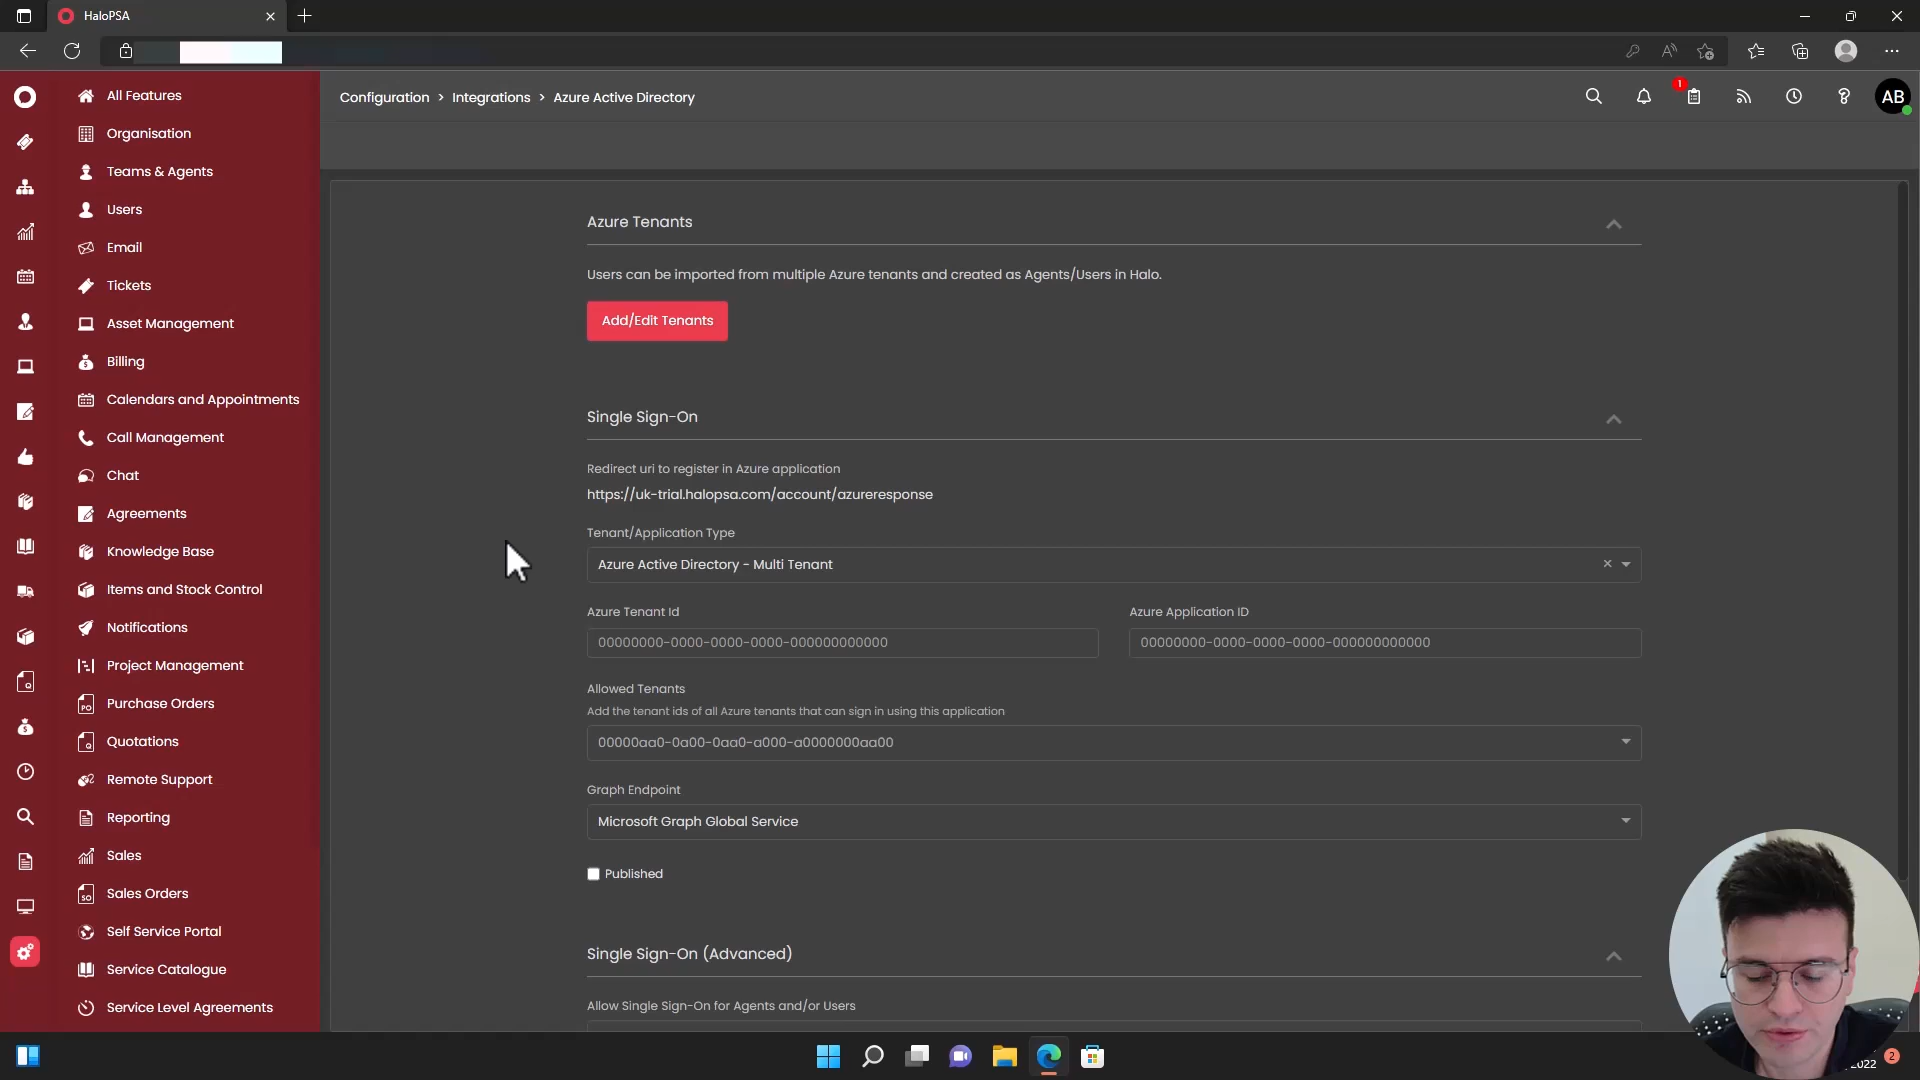 HaloPSA
Configuration > Integrations > Azure Active Directory
1
AB
All Features
Organisation
Teams & Agents
Users
Email
Tickets
Asset Management
Billing
Calendars and Appointments
Call Management
Chat
Agreements
Knowledge Base
Items and Stock Control
Notifications
Project Management
Purchase Orders
Quotations
Remote Support
Reporting
Sales
Sales Orders
Self Service Portal
Service Catalogue
Service Level Agreements
Azure Tenants
Users can be imported from multiple Azure tenants and created as Agents/Users in Halo.
Add/Edit Tenants
Single Sign-On
Redirect uri to register in Azure application
https://uk-trial.halopsa.com/account/azureresponse
Tenant/Application Type
Azure Active Directory - Multi Tenant
Azure Tenant Id
Azure Application ID
00000000-0000-0000-0000-000000000000
00000000-0000-0000-0000-000000000000
Allowed Tenants
Add the tenant ids of all Azure tenants that can sign in using this application
00000aa0-0a00-0aa0-a000-a0000000aa00
Graph Endpoint
Microsoft Graph Global Service
Published
Single Sign-On (Advanced)
Allow Single Sign-On for Agents and/or Users
2022
2